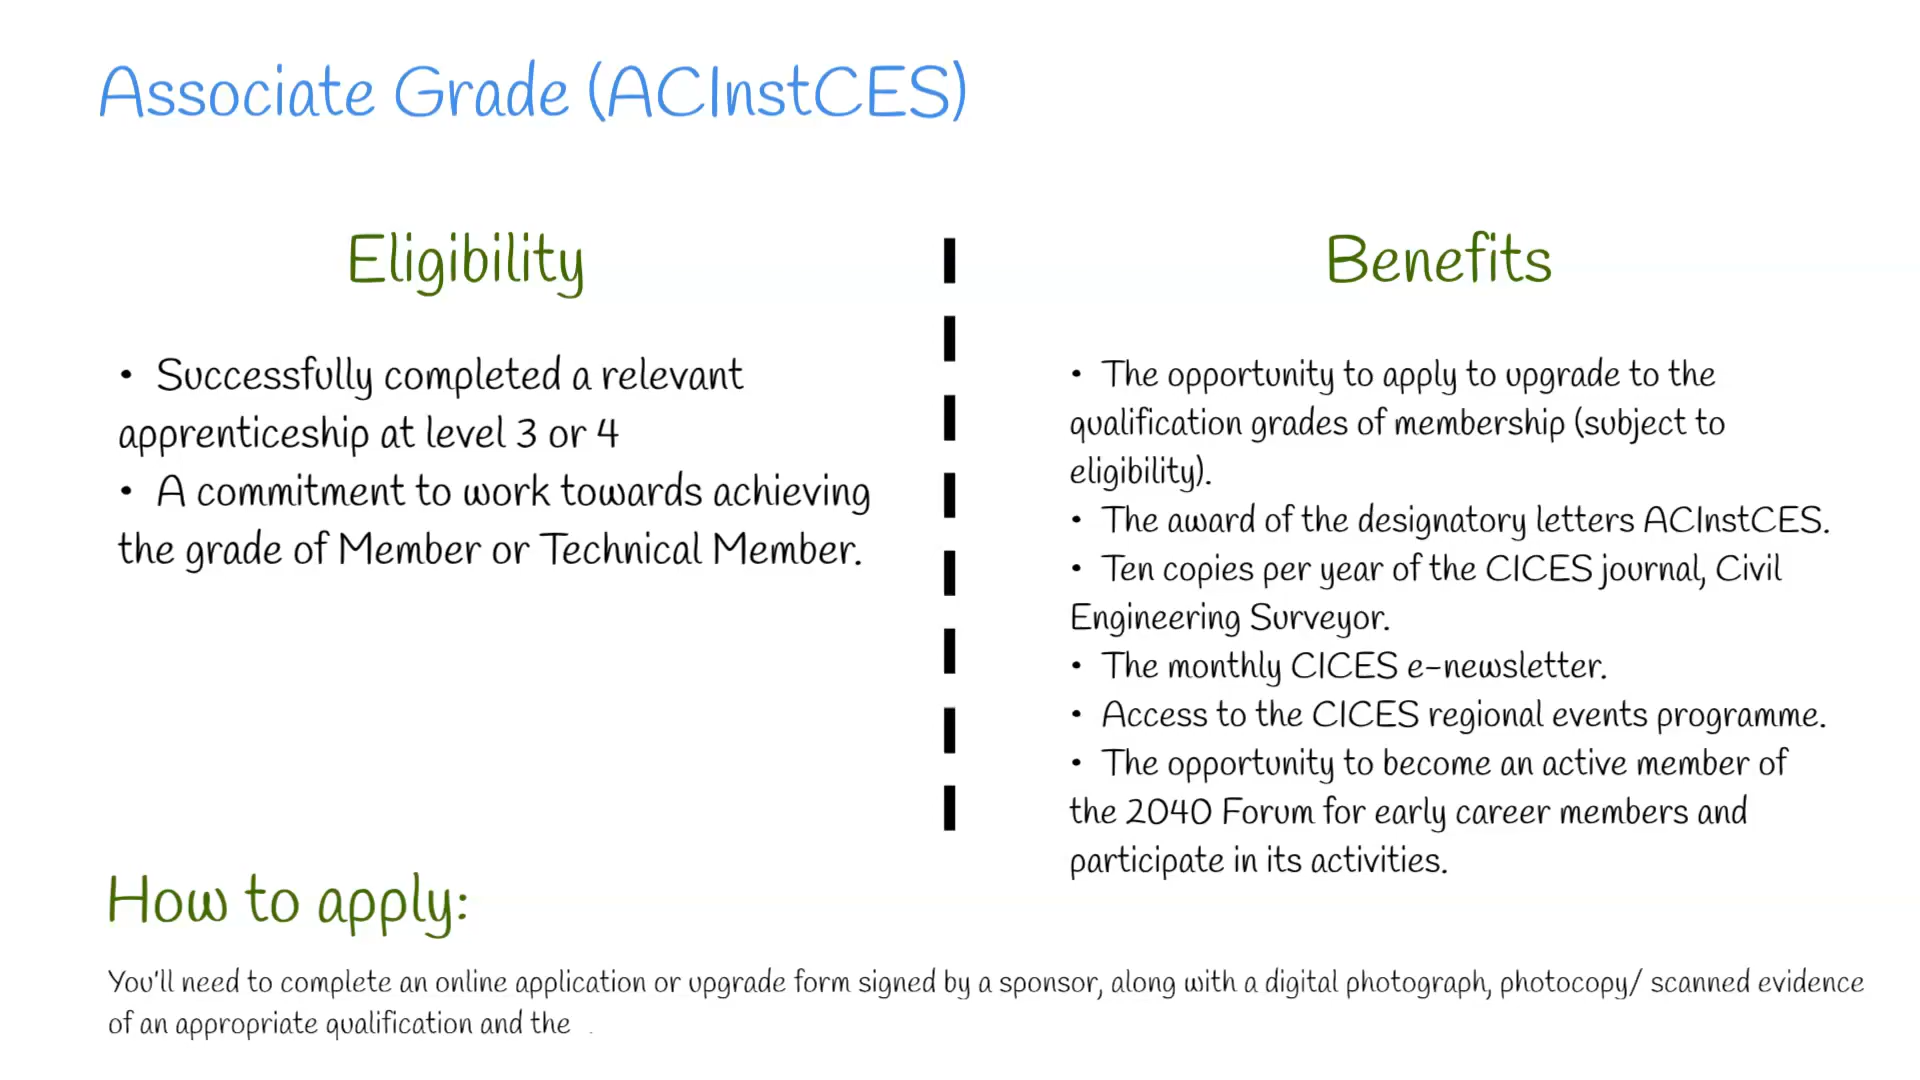 Associate Grade (ACInstCES)
Eligibility
• Successfully completed a relevant
apprenticeship at level 3 or 4
• A commitment to work towards achieving
the grade of Member or Technical Member.
Benefits
• The opportunity to apply to upgrade to the
qualification grades of membership (subject to
eligibility).
• The award of the designatory letters ACInstCES.
• Ten copies per year of the CICES journal, Civil
Engineering Surveyor.
• The monthly CICES e-newsletter.
• Access to the CICES regional events programme.
• The opportunity to become an active member of
the 2040 Forum for early career members and
participate in its activities.
How to apply:
You'll need to complete an online application or upgrade form signed by a sponsor, along with a digital photograph, photocopy/ scanned evidence
of an appropriate qualification and the